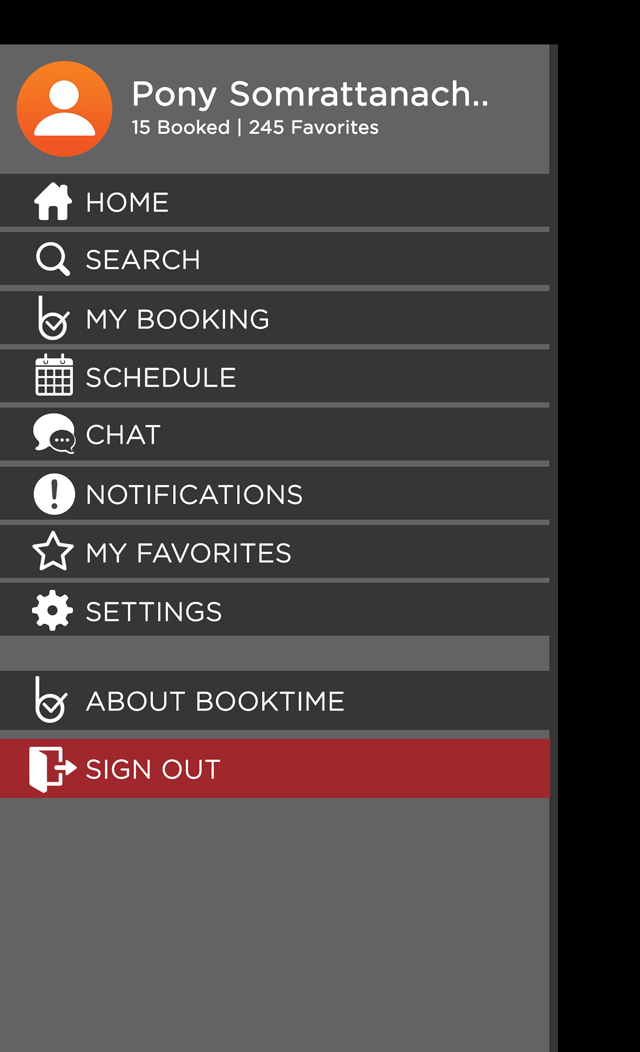 Pony Somrattanach..
15 Booked | 245 Favorites
HOME
SEARCH
MY BOOKING
SCHEDULE
CHAT
NOTIFICATIONS
MY FAVORITES
SETTINGS
ABOUT BOOKTIME
SIGN OUT